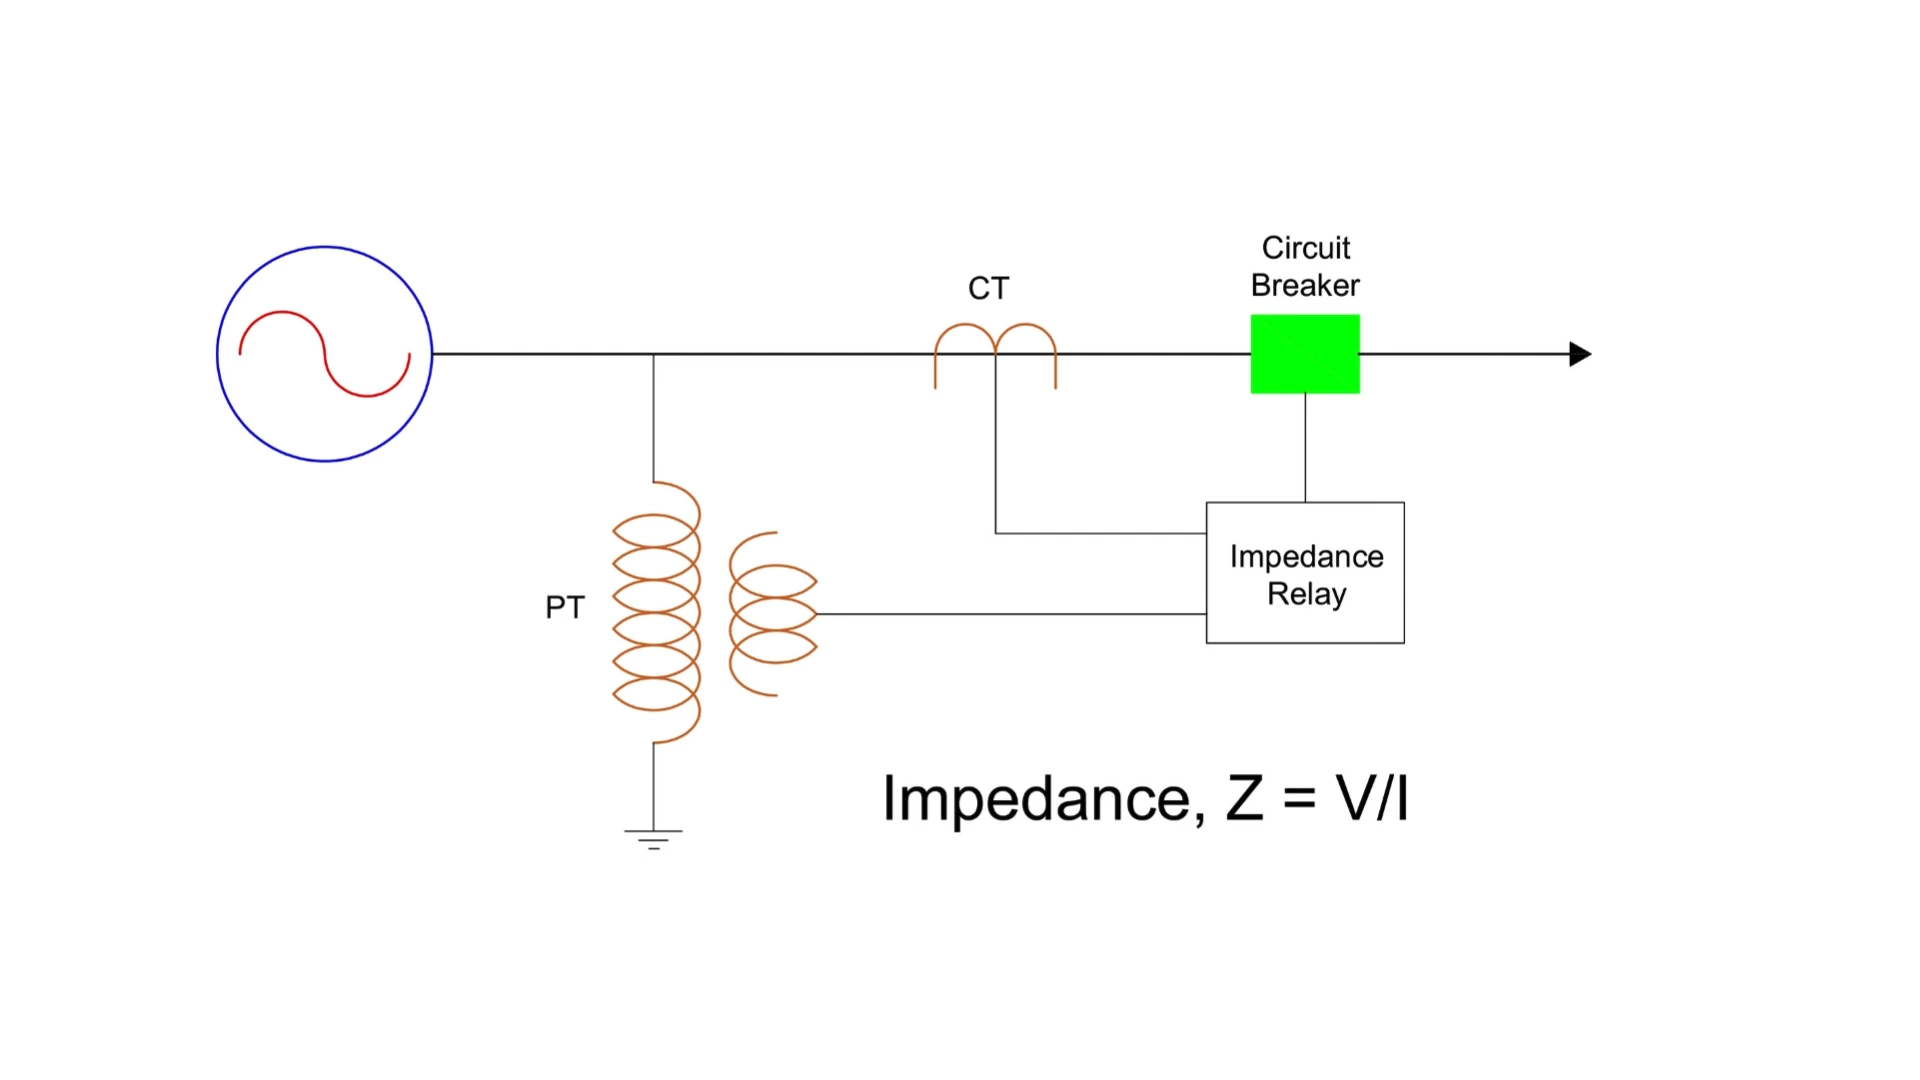 Circuit
Breaker
CT
Impedance
Relay
PT
Impedance, Z = V/I